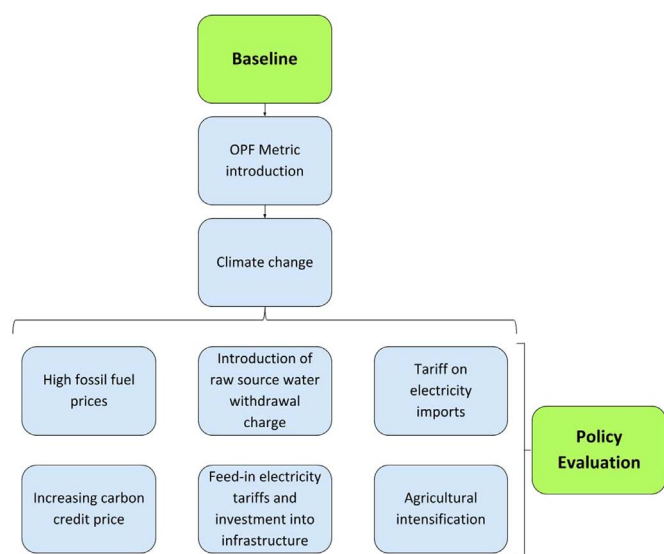 Baseline
OPF Metric
introduction
Climate change
High fossil fuel
prices
Introduction of
raw source water
withdrawal
charge
Tariff on
electricity
imports
Increasing carbon
credit price
Feed-in electricity
tariffs and
investment into
infrastructure
Agricultural
intensification
Policy
Evaluation